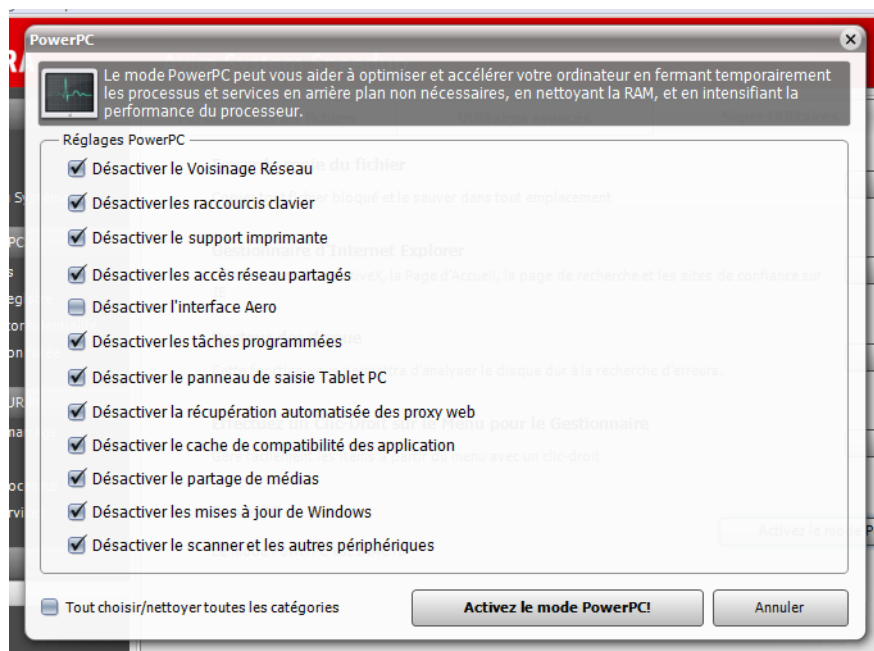 PowerPC
Le mode PowerPC peut vous aider à optimiser et accélérer votre ordinateur en fermant temporairement
les processus et services en arrière plan non nécessaires, en nettoyant la RAM, et en intensifiant la
performance du processeur.
Réglages PowerPC
Désactiver le Voisinage Réseau
Désactiver les raccourcis clavier
Désactiver le support imprimante
Désactiver les accès réseau partagés
Désactiver l'interface Aero
Désactiver les tâches programmées
Désactiver le panneau de saisie Tablet PC
Désactiver la récupération automatisée des proxy web
Désactiver le cache de compatibilité des application
Désactiver le partage de médias
Désactiver les mises à jour de Windows
Désactiver le scanner et les autres périphériques
Tout choisir/nettoyer toutes les catégories
Activez le mode PowerPC!
Annuler